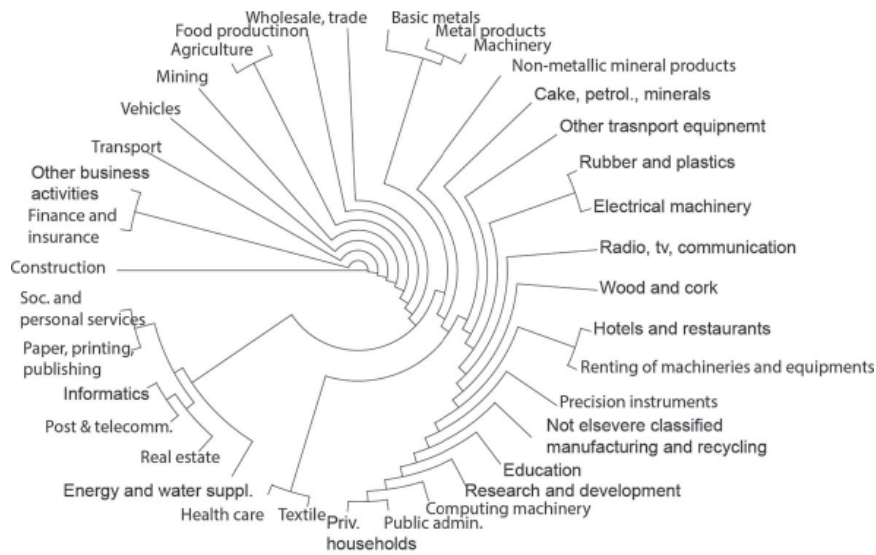 Wholesale, trade
Basic metals
Food productinon
Metal products
Agriculture
Machinery
Mining
Non-metallic mineral products
Cake, petrol., minerals
Vehicles
Other trasnport equipnemt
Transport
Rubber and plastics
Other business
activities
Electrical machinery
Finance and
insurance
Radio, tv, communication
Construction
Wood and cork
Soc. and
personal services
Hotels and restaurants
Paper, printing,
publishing
Renting of machineries and equipments
Informatics
Precision instruments
Post & telecomm.
Not elsevere classified
manufacturing and recycling
Real estate
Education
Energy and water suppl.
Research and development
Health care
Textile
Computing machinery
Priv.
households
Public admin.